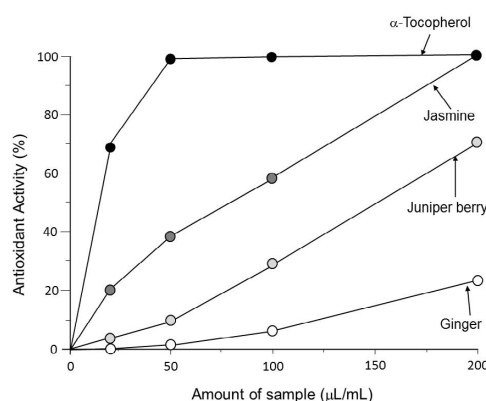 α-Tocopherol
100
80
60
40
20
0
Antioxidant Activity (%)
Jasmine
Juniper berry
Ginger
0
50
100
150
200
Amount of sample (μL/mL)